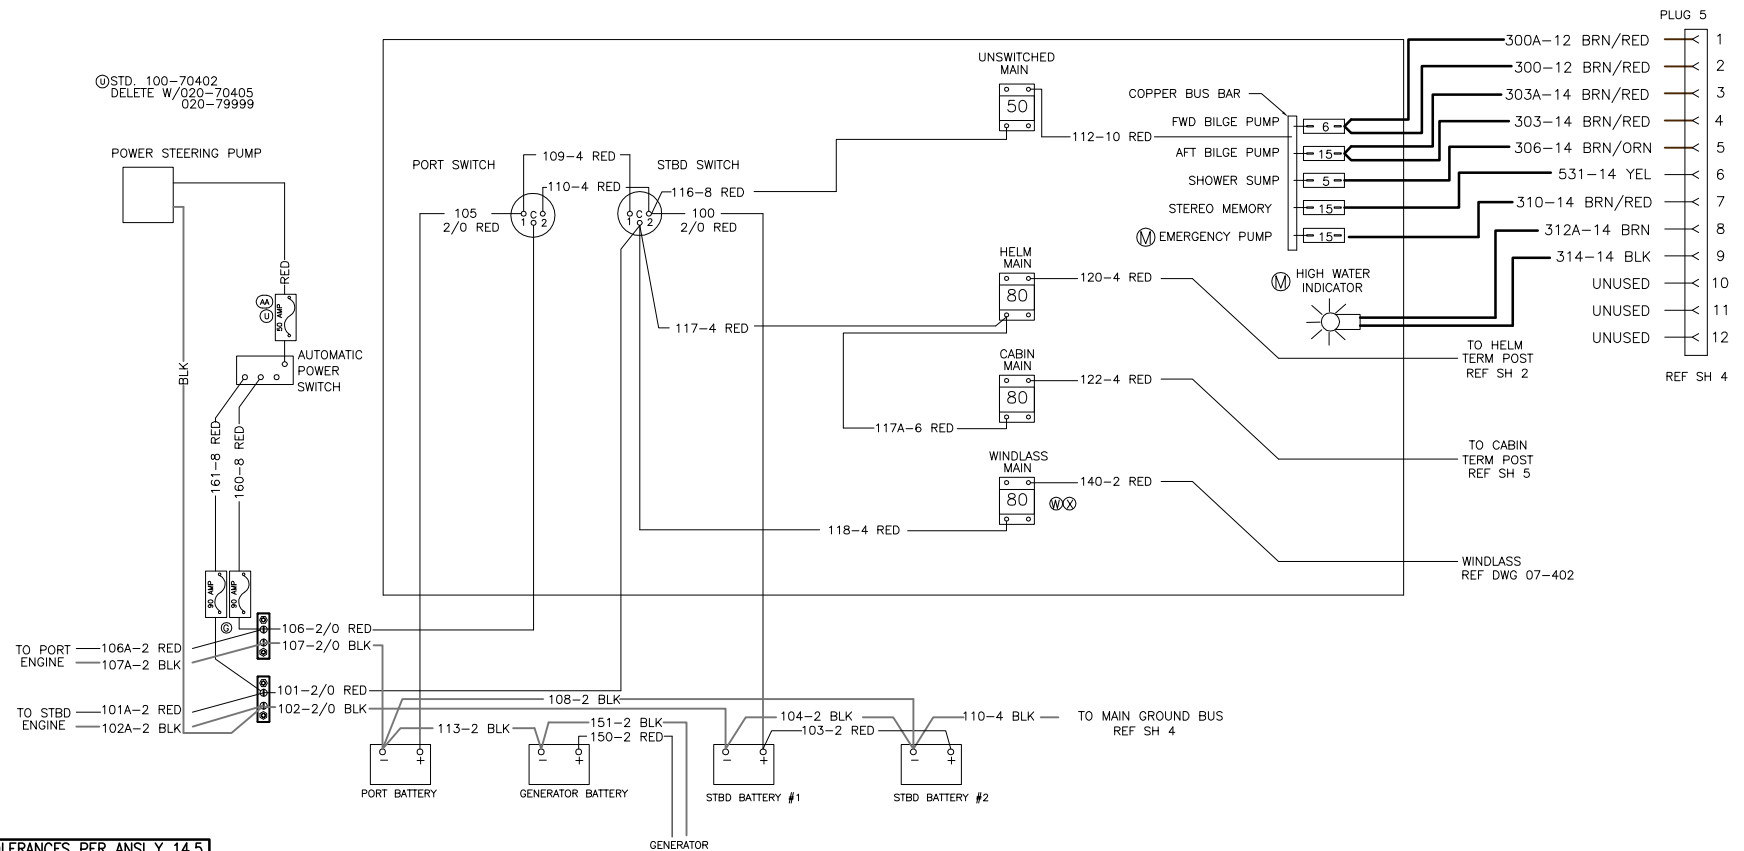 PLUG 5
300A-12 BRN/RED 1
300-12 BRN/RED 2
303A-14 BRN/RED 3
303-14 BRN/RED 4
306-14 BRN/ORN 5
531-14 YEL 6
310-14 BRN/RED 7
312A-14 BRN 8
314-14 BLK 9
UNUSED 10
UNUSED 11
UNUSED 12
REF SH 4
U STD. 100-70402
DELETE W/020-70405
020-79999
POWER STEERING PUMP
RED
BLK
AA
U
50 AMP
AUTOMATIC
POWER
SWITCH
161-8 RED
160-8 RED
90 AMP
90 AMP
G
TO PORT
ENGINE
106A-2 RED
107A-2 BLK
106-2/0 RED
107-2/0 BLK
TO STBD
ENGINE
101A-2 RED
102A-2 BLK
101-2/0 RED
102-2/0 BLK
PORT SWITCH
109-4 RED
110-4 RED
STBD SWITCH
116-8 RED
105
2/0 RED
1 C 2
C
1 C 2
C
100
2/0 RED
117-4 RED
117A-6 RED
118-4 RED
UNSWITCHED
MAIN
50
112-10 RED
COPPER BUS BAR
FWD BILGE PUMP 6
AFT BILGE PUMP 15
SHOWER SUMP 5
STEREO MEMORY 15
M EMERGENCY PUMP 15
M HIGH WATER
INDICATOR
HELM
MAIN
80
120-4 RED
TO HELM
TERM POST
REF SH 2
CABIN
MAIN
80
122-4 RED
TO CABIN
TERM POST
REF SH 5
WINDLASS
MAIN
80
W X
140-2 RED
WINDLASS
REF DWG 07-402
108-2 BLK
113-2 BLK
151-2 BLK
150-2 RED
104-2 BLK
103-2 RED
110-4 BLK
TO MAIN GROUND BUS
REF SH 4
- +
- +
- +
- +
PORT BATTERY
GENERATOR BATTERY
STBD BATTERY #1
STBD BATTERY #2
GENERATOR
LERANCES PER ANSI Y 14.5